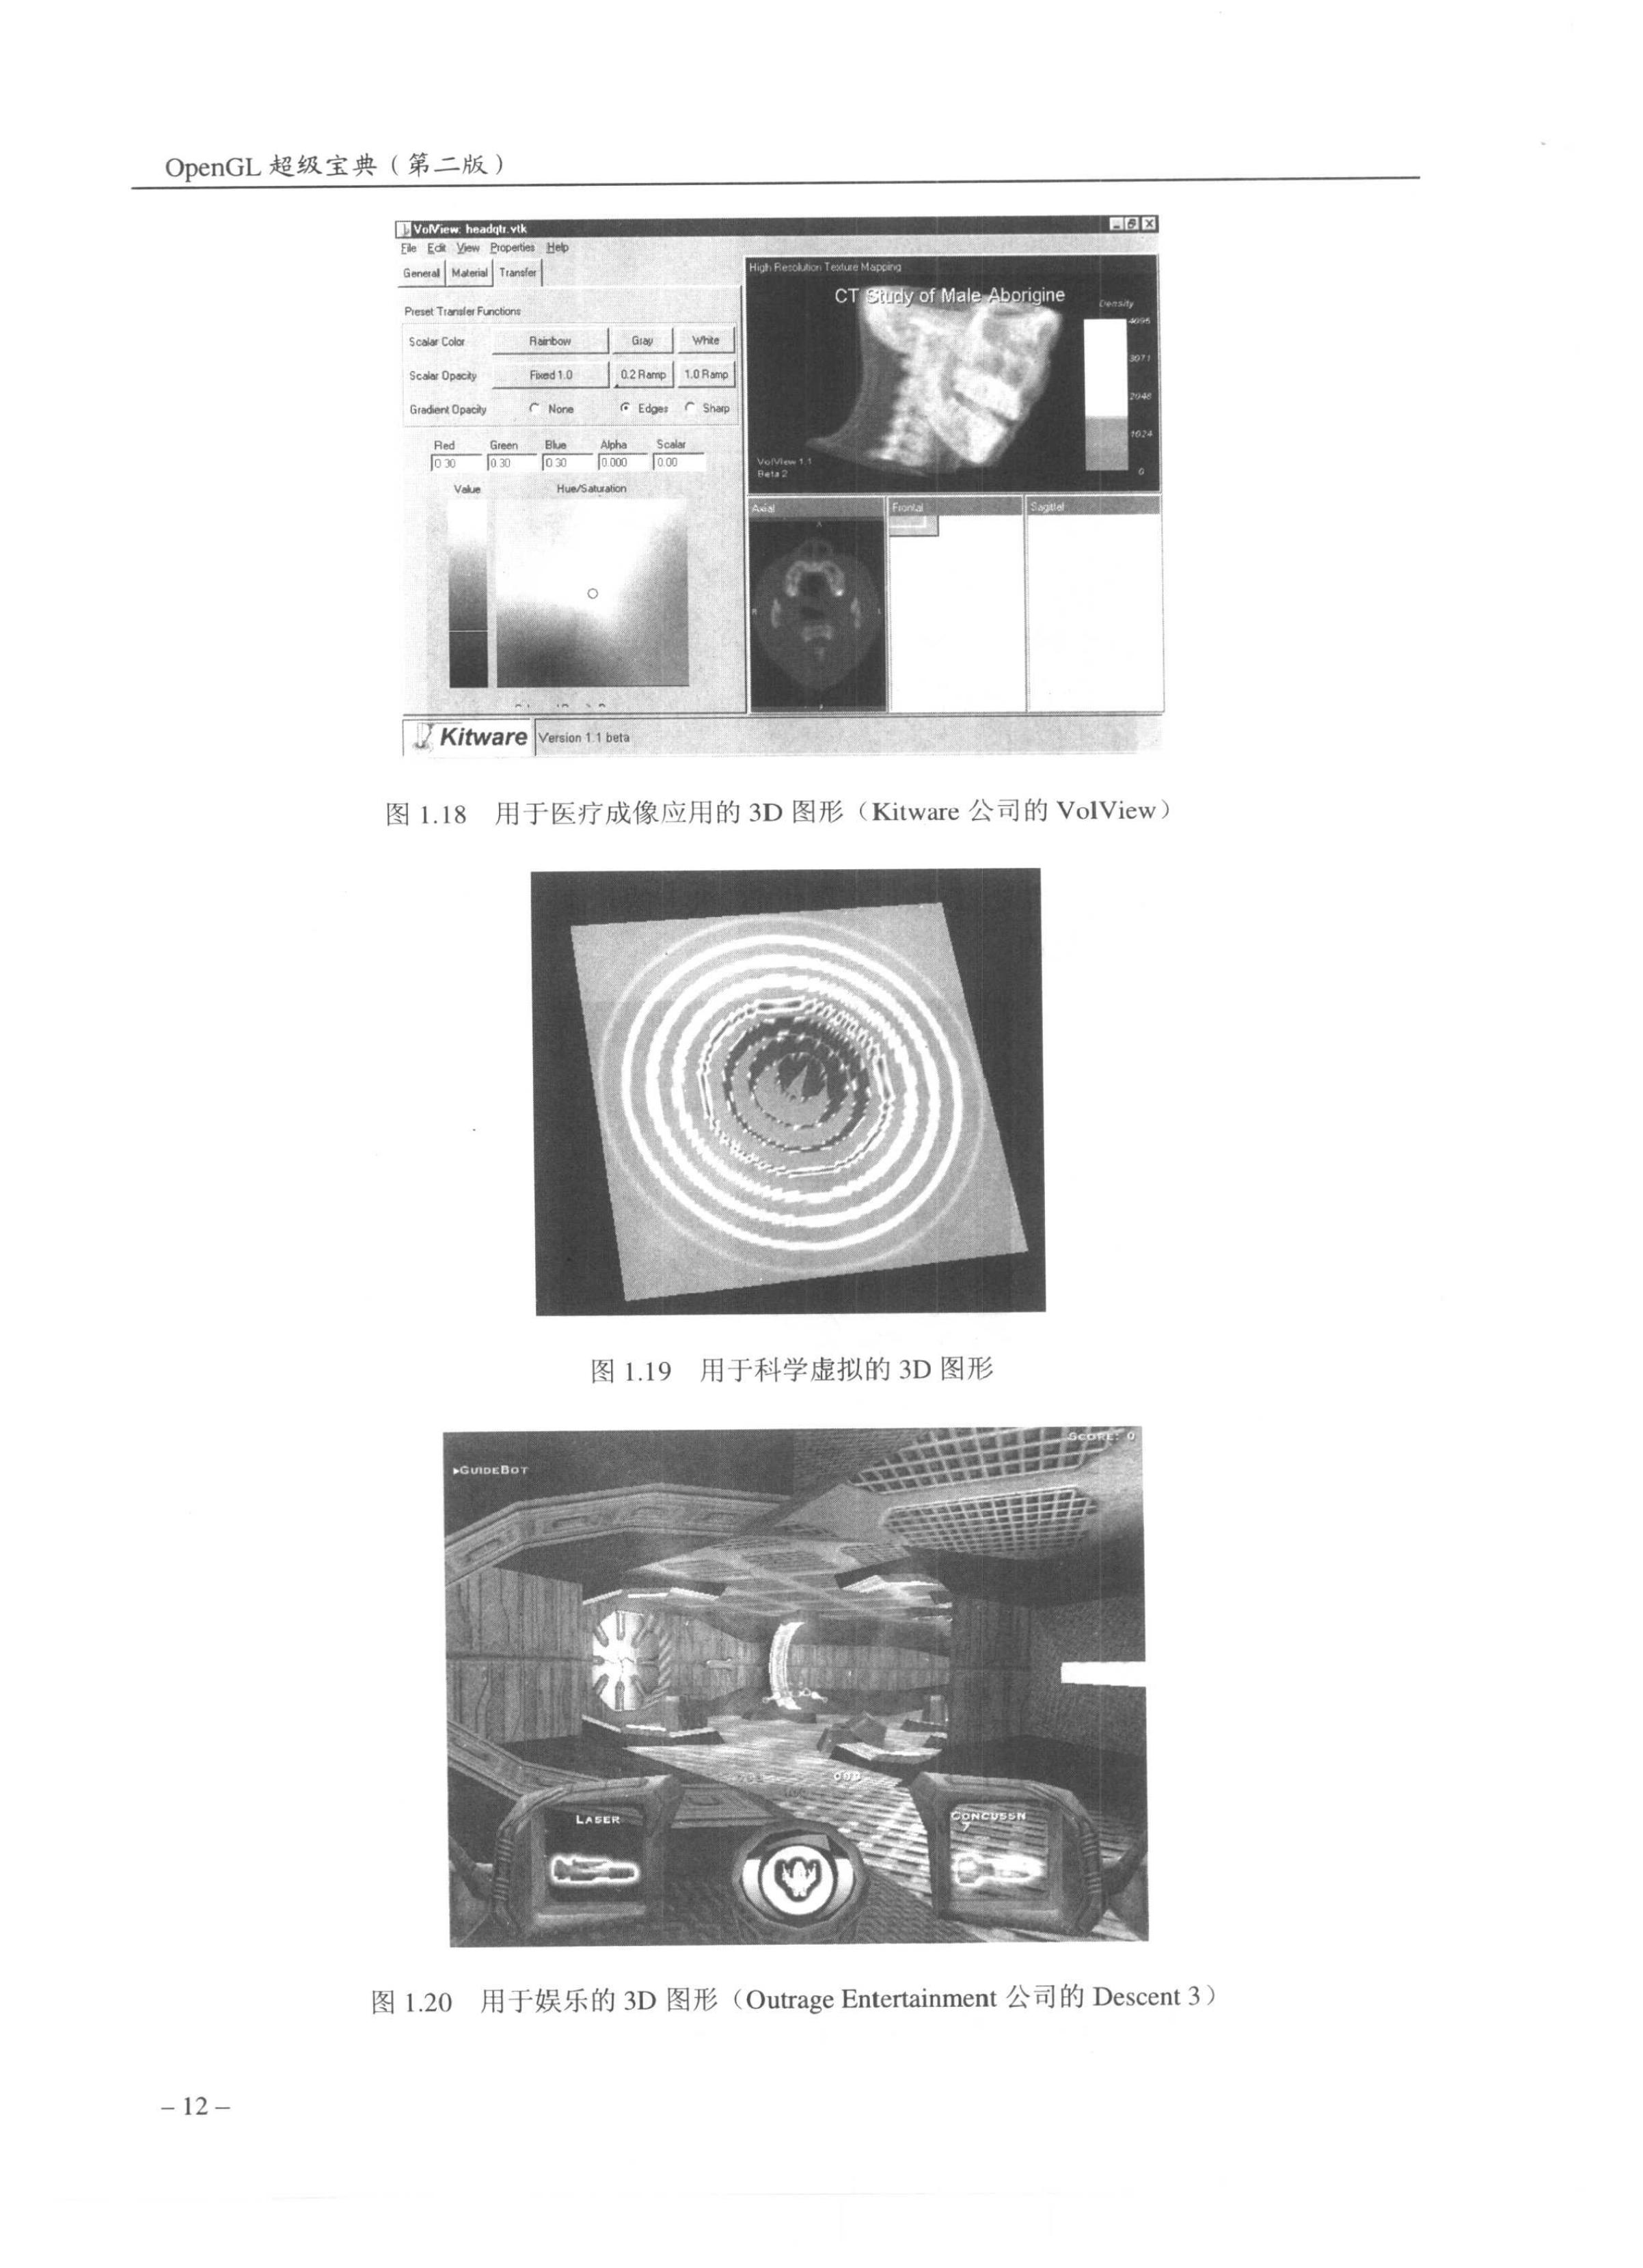 OpenGL 超级宝典（第二版）
VolView: headqtr.vtk
File Edit View Properties Help
General Material Transfer
Preset Transfer Functions
Scalar Color Rainbow Gray White
Scalar Opacity Fixed 1.0 0.2 Ramp 1.0 Ramp
Gradient Opacity None Edges Sharp
Red Green Blue Alpha Scalar
0.30 0.30 0.30 0.000 0.00
Value Hue/Saturation
High Resolution Texture Mapping
CT Study of Male Aborigine
Density
4095
3071
2048
1024
0
VolView 1.1
Beta 2
Axial Frontal Sagittal
A
R L
Kitware Version 1.1 beta
图 1.18 用于医疗成像应用的 3D 图形（Kitware 公司的 VolView）
图 1.19 用于科学虚拟的 3D 图形
SCORE: 0
GUIDEBOT
LASER
CONCUSSN
7
图 1.20 用于娱乐的 3D 图形（Outrage Entertainment 公司的 Descent 3）
– 12 –